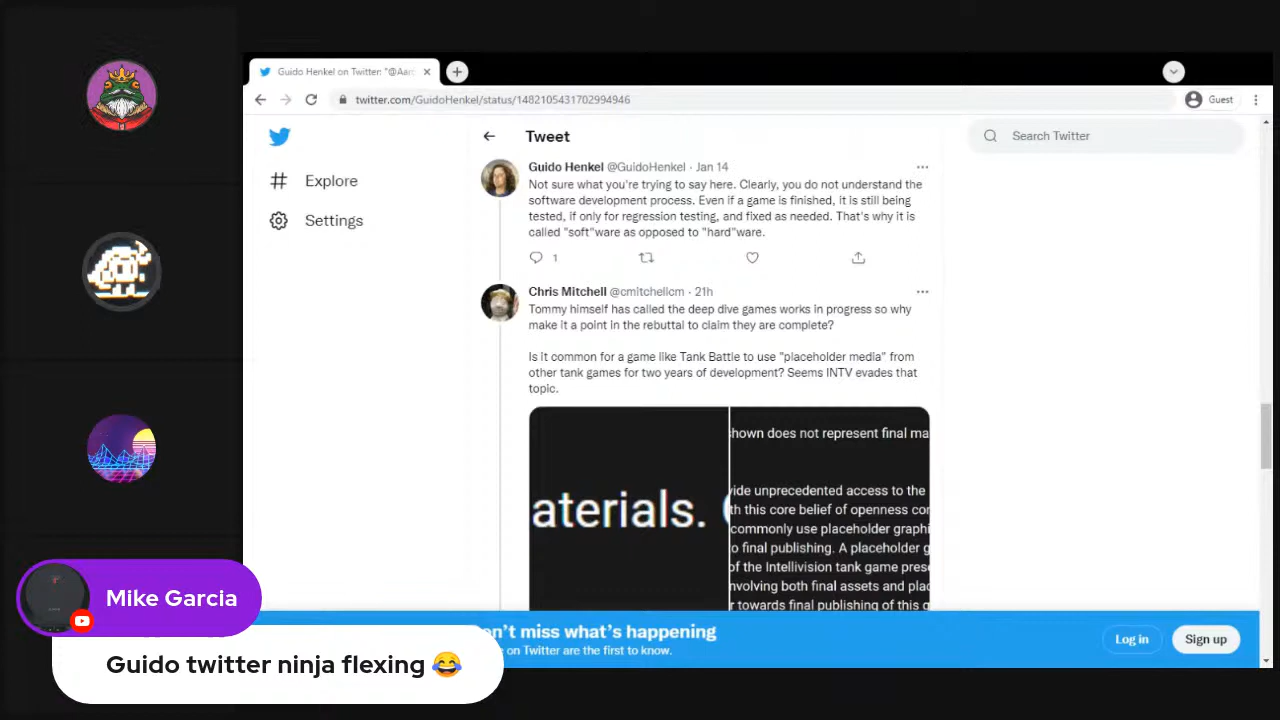 Guido Henkel on Twitter: "@Aar
twitter.com/GuidoHenkel/status/1482105431702994946
Guest
Explore
Settings
Tweet
Search Twitter
Guido Henkel @GuidoHenkel · Jan 14
Not sure what you're trying to say here. Clearly, you do not understand the
software development process. Even if a game is finished, it is still being
tested, if only for regression testing, and fixed as needed. That's why it is
called "soft"ware as opposed to "hard"ware.
1
Chris Mitchell @cmitchellcm · 21h
Tommy himself has called the deep dive games works in progress so why
make it a point in the rebuttal to claim they are complete?
Is it common for a game like Tank Battle to use "placeholder media" from
other tank games for two years of development? Seems INTV evades that
topic.
aterials.
hown does not represent final ma
vide unprecedented access to the
th this core belief of openness cor
commonly use placeholder graphi
o final publishing. A placeholder g
of the Intellivision tank game prese
nvolving both final assets and plac
r towards final publishing of this g
n't miss what's happening
e on Twitter are the first to know.
Log in
Sign up
Mike Garcia
Guido twitter ninja flexing 😂